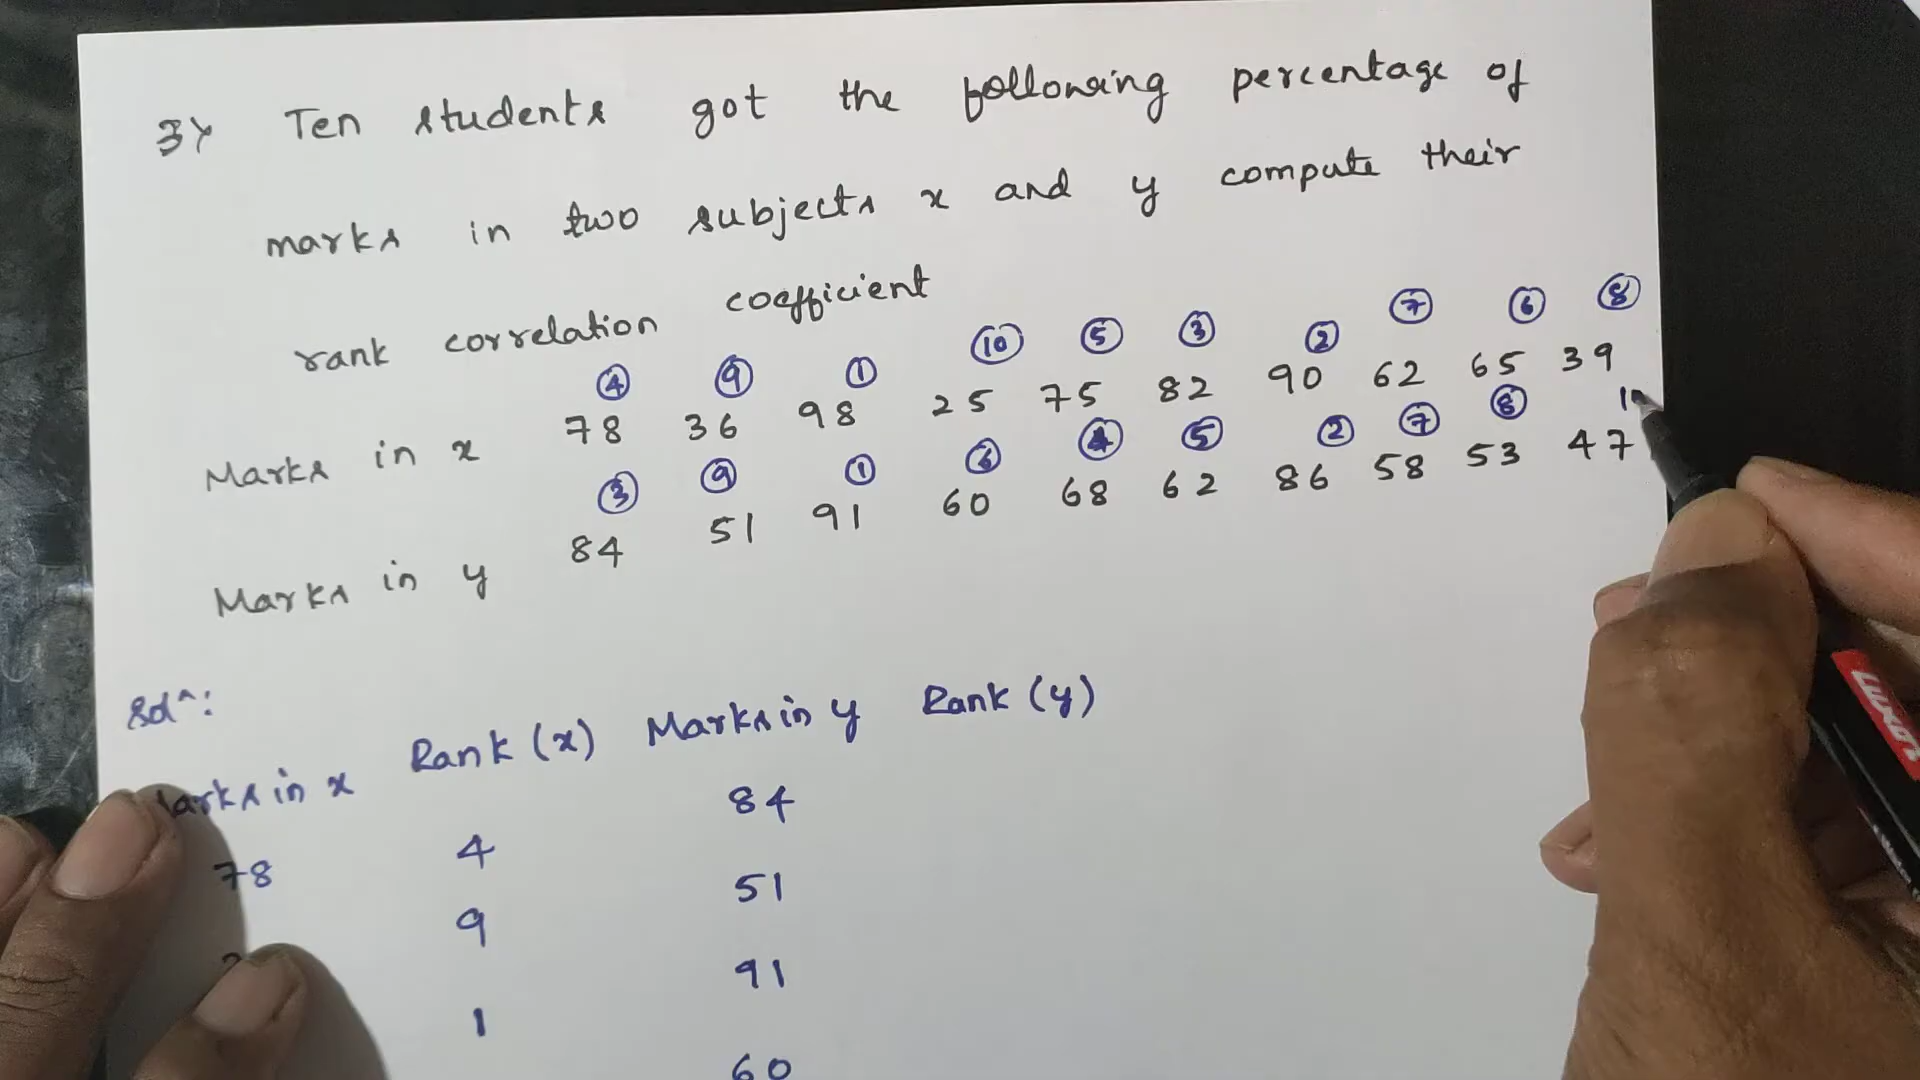 3) Ten students got the following percentage of
marks in two subjects x and y compute their
rank correlation coefficient
4 9 1 10 5 3 2 7 6 8
Marks in x 78 36 98 25 75 82 90 62 65 39
3 9 1 6 4 5 2 7 8
Marks in y 84 51 91 60 68 62 86 58 53 47
Soln:
Marks in x Rank (x) Marks in y Rank (y)
78 4 84
9 51
1 91
60
LUXOR